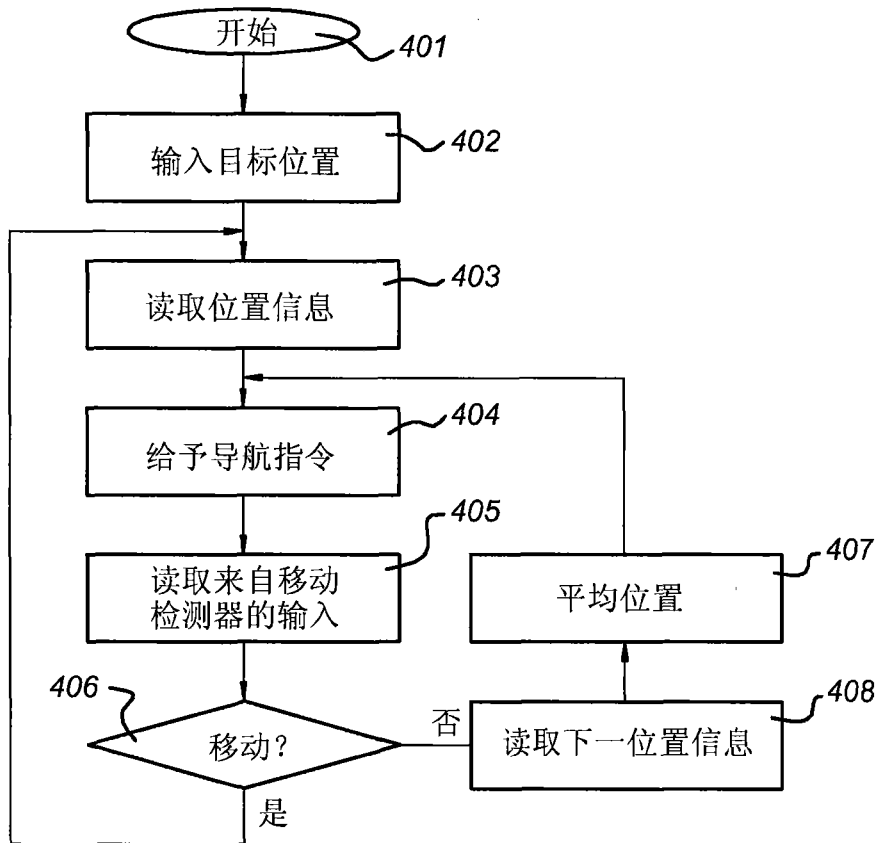 开始
401
输入目标位置
402
读取位置信息
403
给予导航指令
404
读取来自移动
检测器的输入
405
平均位置
407
移动?
406
否
是
读取下一位置信息
408